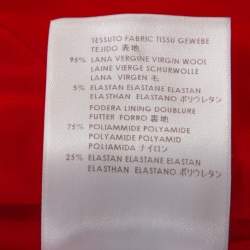 TESSUTO FABRIC TISSU GEWEBE
TEJIDO 表地
95% LANA VERGINE VIRGIN WOOL
LAINE VIERGE SCHURWOLLE
LANA VIRGEN 毛
5% ELASTAN ELASTANE ELASTAN
ELASTHAN ELASTANO ポリウレタン
FODERA LINING DOUBLURE
FUTTER FORRO 裏地
75% POLIAMMIDE POLYAMIDE
POLYAMID POLYAMIDE
POLIAMIDA ナイロン
25% ELASTAN ELASTANE ELASTAN
ELASTHAN ELASTANO ポリウレタン